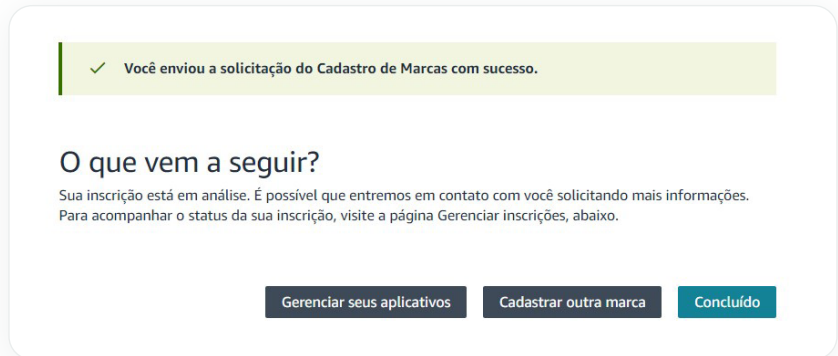 Você enviou a solicitação do Cadastro de Marcas com sucesso.
O que vem a seguir?
Sua inscrição está em análise. É possível que entremos em contato com você solicitando mais informações.
Para acompanhar o status da sua inscrição, visite a página Gerenciar inscrições, abaixo.
Gerenciar seus aplicativos
Cadastrar outra marca
Concluído